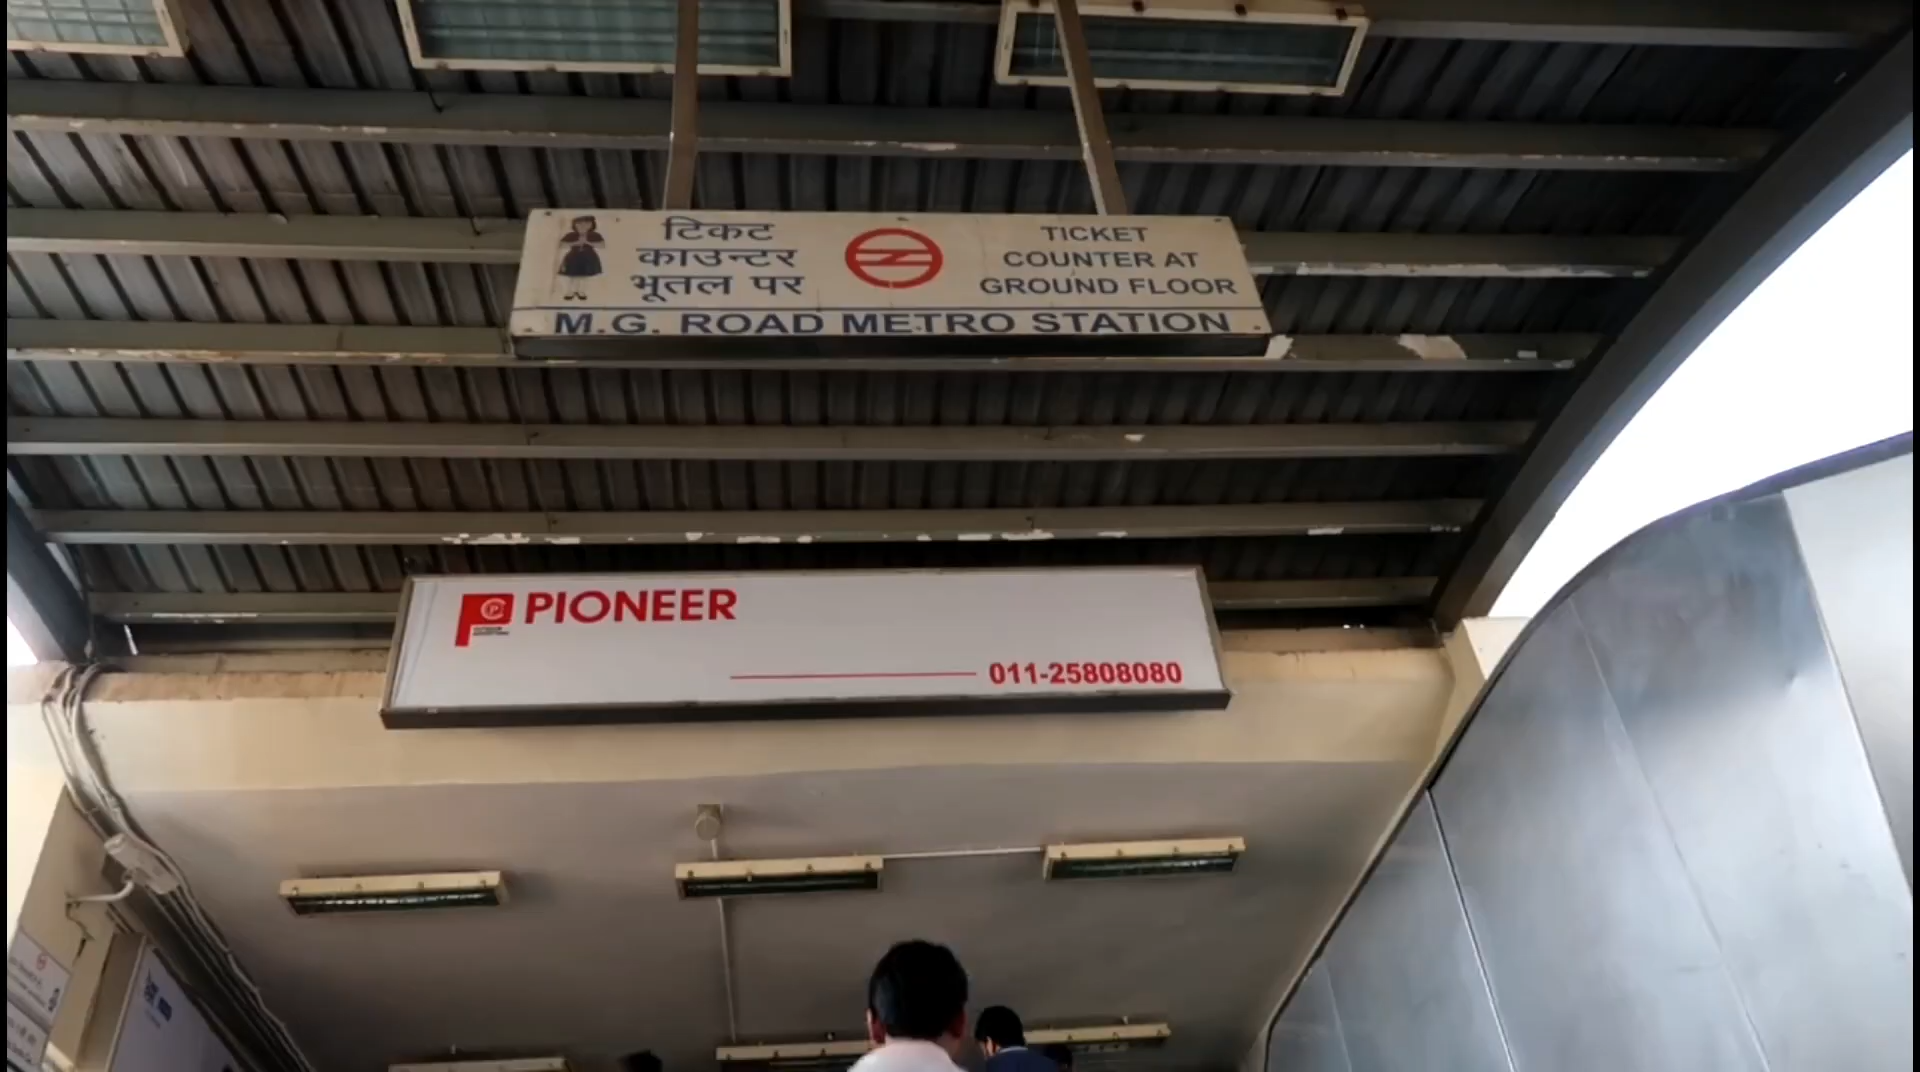 टिकट
काउन्टर
भूतल पर
TICKET
COUNTER AT
GROUND FLOOR
M.G. ROAD METRO STATION
PIONEER
011-25808080